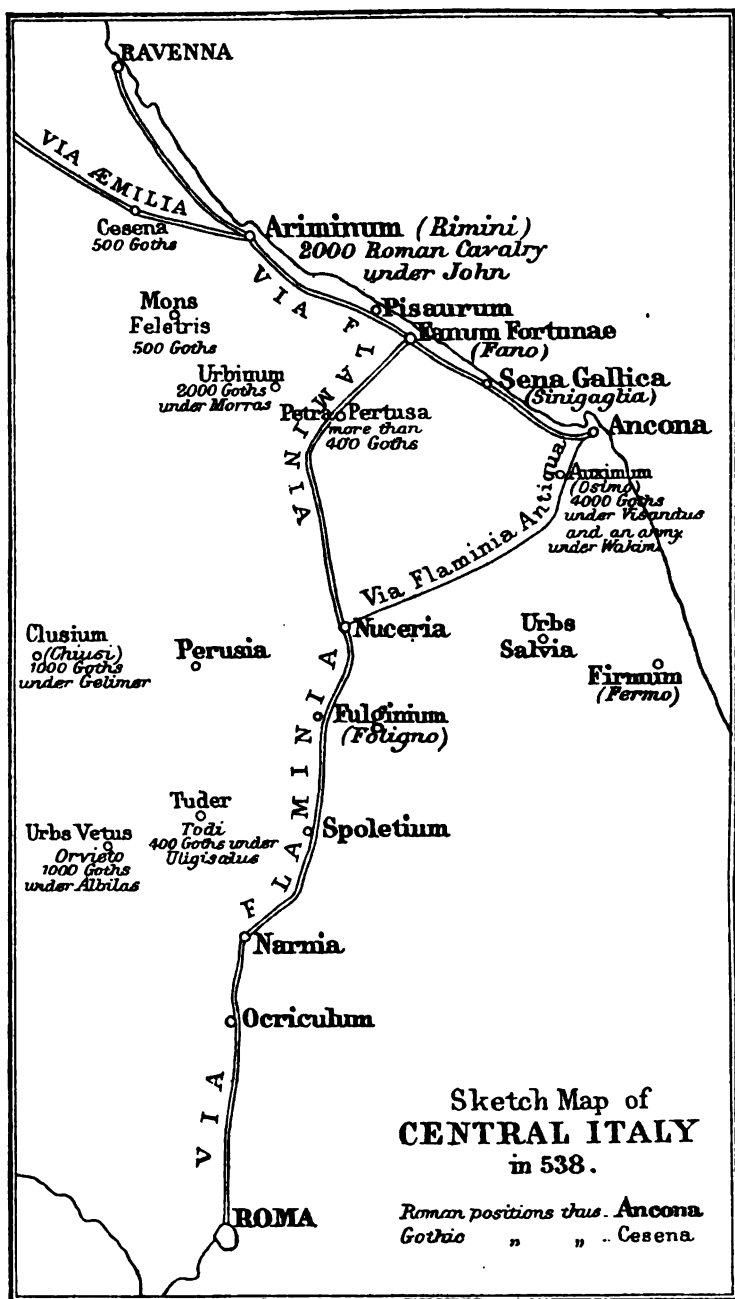 RAVENNA
VIA ÆMILIA
Cesena
500 Goths
Ariminum (Rimini)
2000 Roman Cavalry
under John
VIA FLAMINIA
Mons
Feletris
500 Goths
Pisaurum
Fanum Fortunae
(Fano)
Urbinum
2000 Goths
under Morras
Petra Pertusa
more than
400 Goths
Sena Gallica
(Sinigaglia)
Ancona
Auximum
(Osimo)
4000 Goths
under Visandus
and an army
under Wakim
Via Flaminia Antiqua
Nuceria
Clusium
(Chiusi)
1000 Goths
under Gelimer
Perusia
Urbs
Salvia
Firmum
(Fermo)
Fulginium
(Foligno)
VIA FLAMINIA
Tuder
Todi
400 Goths under
Uligisalus
Urbs Vetus
Orvieto
1000 Goths
under Albilas
Spoletium
Narnia
Ocriculum
ROMA
Sketch Map of
CENTRAL ITALY
in 538.
Roman positions thus.. Ancona
Gothic „ „ .. Cesena